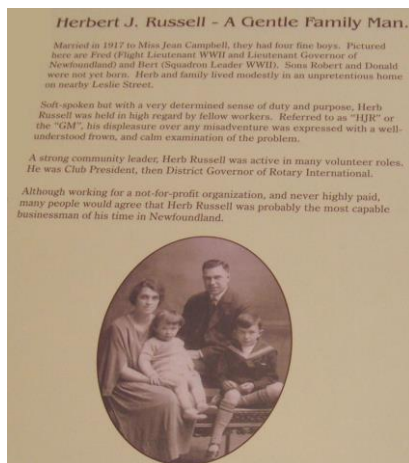 Herbert J. Russell - A Gentle Family Man.
Married in 1917 to Miss Jean Campbell, they had four fine boys. Pictured
here are Fred (Flight Lieutenant WWII and Lieutenant Governor of
Newfoundland) and Bert (Squadron Leader WWII). Sons Robert and Donald
were not yet born. Herb and family lived modestly in an unpretentious home
on nearby Leslie Street.
Soft-spoken but with a very determined sense of duty and purpose, Herb
Russell was held in high regard by fellow workers. Referred to as "HJR" or
the "GM", his displeasure over any misadventure was expressed with a well-
understood frown, and calm examination of the problem.
A strong community leader, Herb Russell was active in many volunteer roles.
He was Club President, then District Governor of Rotary International.
Although working for a not-for-profit organization, and never highly paid,
many people would agree that Herb Russell was probably the most capable
businessman of his time in Newfoundland.